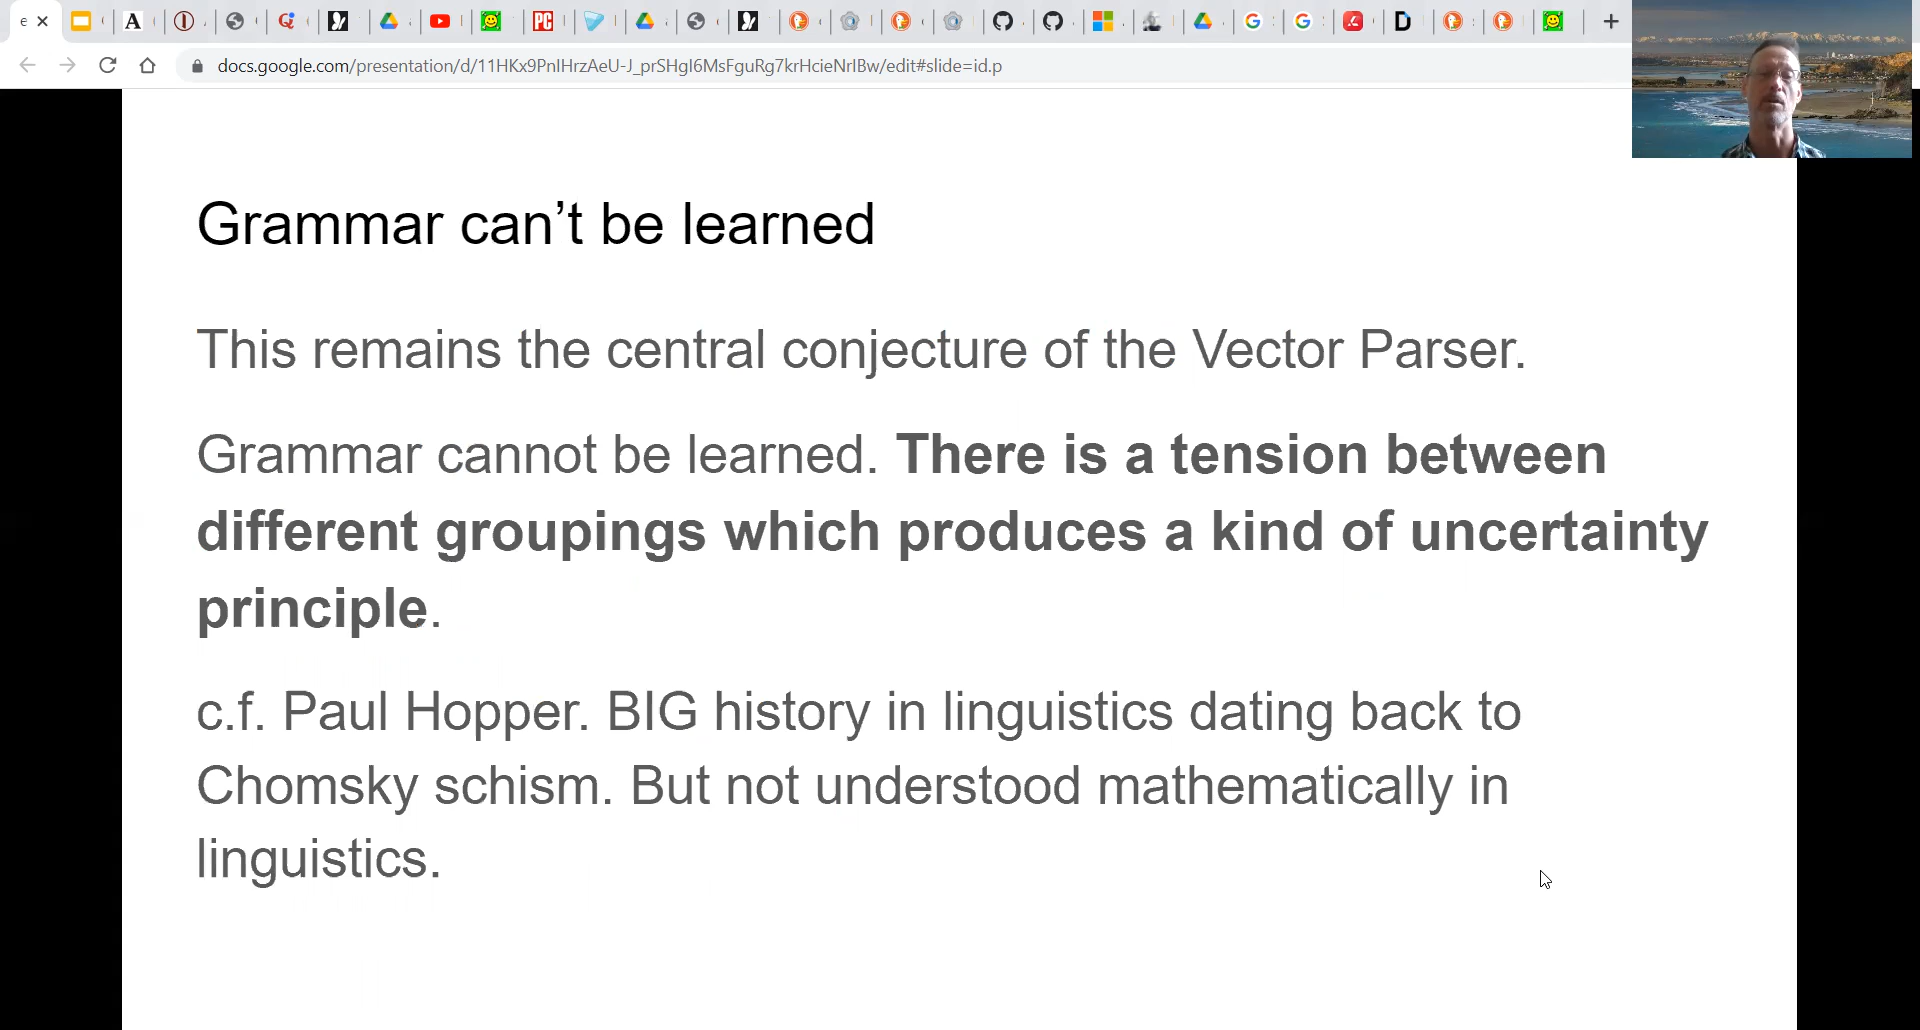 docs.google.com/presentation/d/11HKx9PnIHrzAeU-J_prSHgI6MsFguRg7krHcieNrIBw/edit#slide=id.p
Grammar can’t be learned
This remains the central conjecture of the Vector Parser.
Grammar cannot be learned. There is a tension between
different groupings which produces a kind of uncertainty
principle.
c.f. Paul Hopper. BIG history in linguistics dating back to
Chomsky schism. But not understood mathematically in
linguistics.